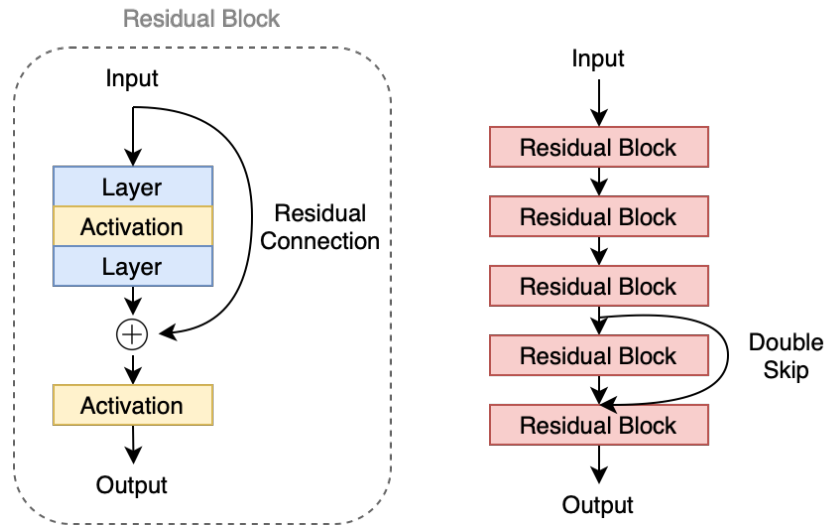 Residual Block
Input
Layer
Activation
Layer
Residual
Connection
Activation
Output
Input
Residual Block
Residual Block
Residual Block
Residual Block
Double
Skip
Residual Block
Output